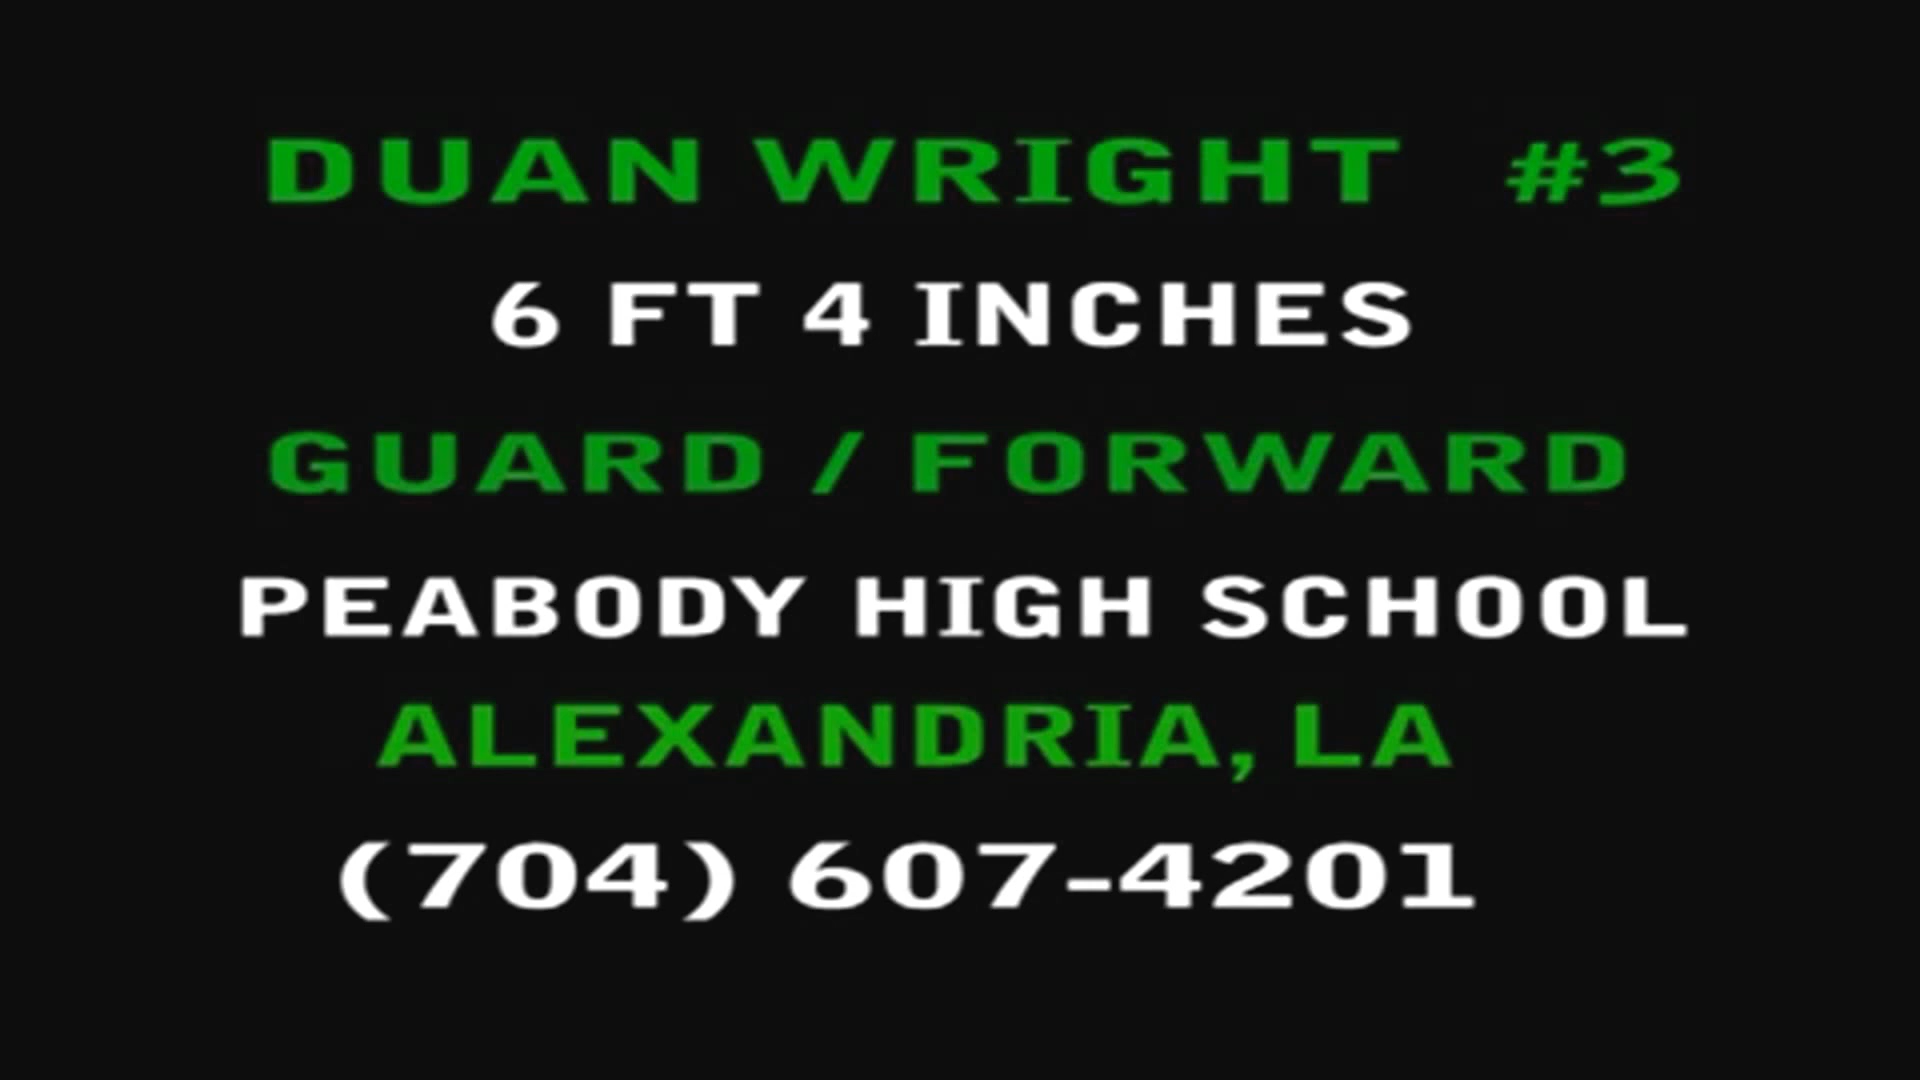 DUAN WRIGHT #3
6 FT 4 INCHES
GUARD / FORWARD
PEABODY HIGH SCHOOL
ALEXANDRIA, LA
(704) 607-4201